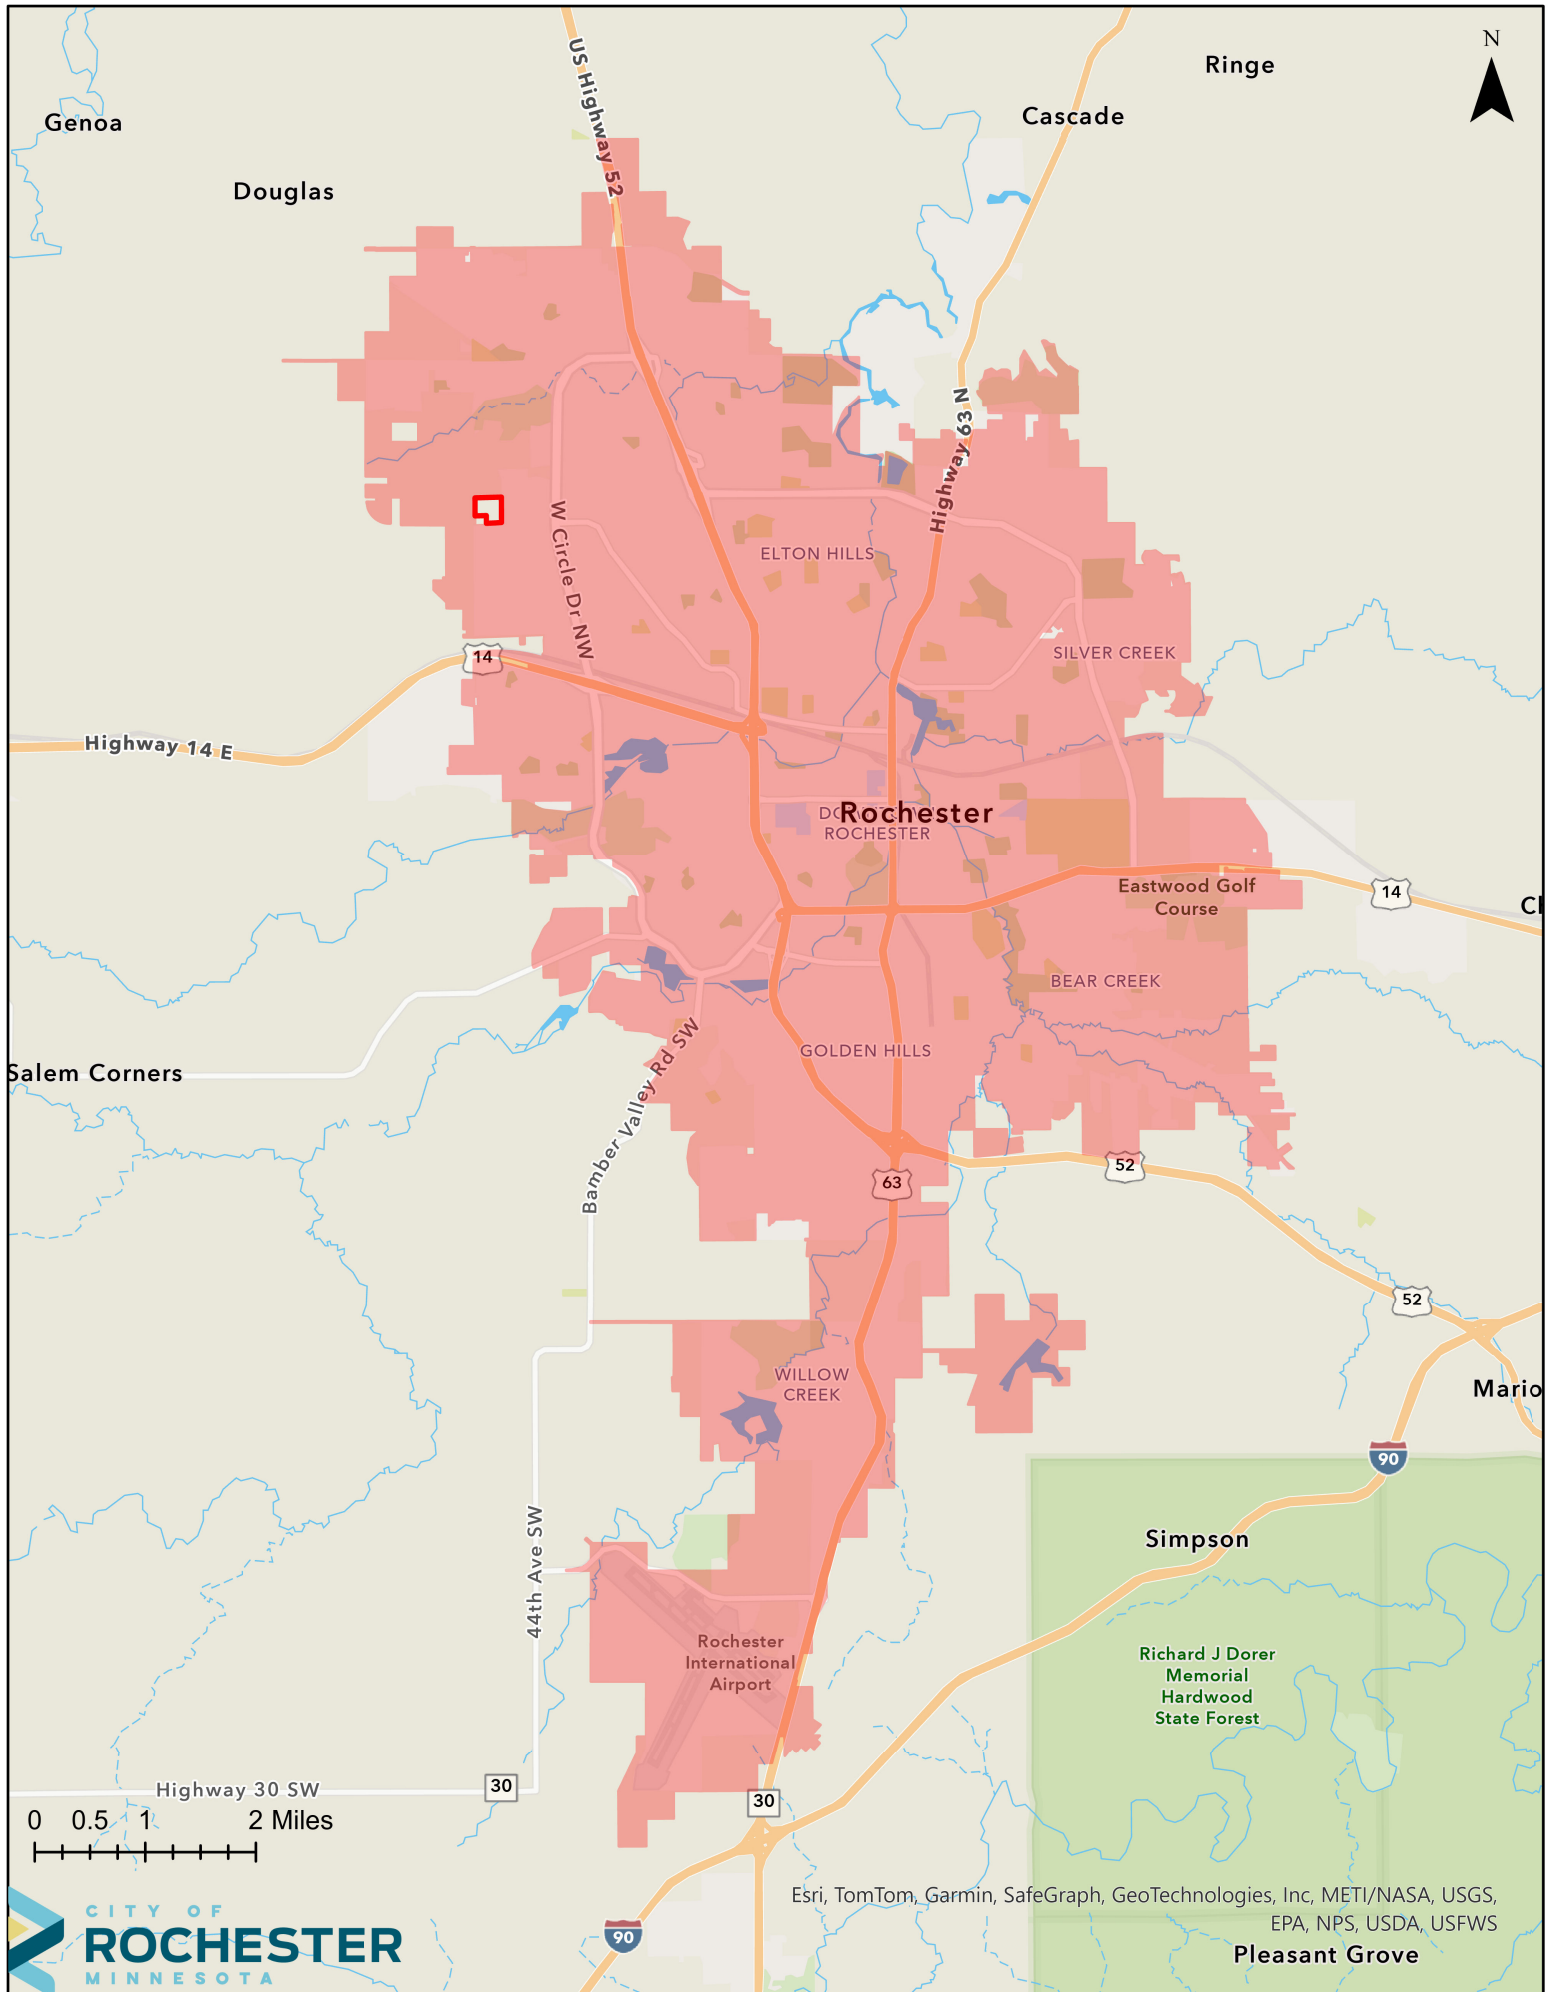 N
Ringe
US Highway 52
Cascade
Genoa
Douglas
Highway 63 N
W Circle Dr NW
ELTON HILLS
SILVER CREEK
14
Highway 14 E
Rochester
ROCHESTER
Eastwood Golf
Course
14
BEAR CREEK
GOLDEN HILLS
Salem Corners
Bamber Valley Rd SW
52
63
52
WILLOW
CREEK
Mario
90
44th Ave SW
Simpson
Rochester
International
Airport
Richard J Dorer
Memorial
Hardwood
State Forest
Highway 30 SW
30
30
0 0.5 1 2 Miles
Esri, TomTom, Garmin, SafeGraph, GeoTechnologies, Inc, METI/NASA, USGS,
EPA, NPS, USDA, USFWS
CITY OF
ROCHESTER
MINNESOTA
90
Pleasant Grove